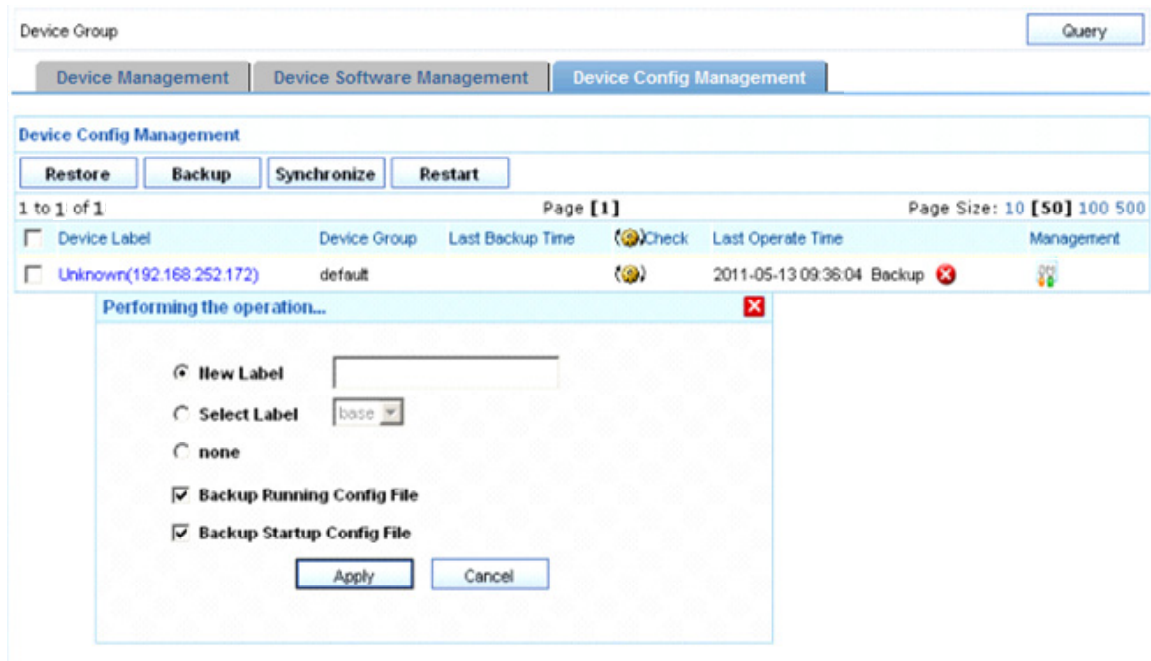 Device Group Query
Device Management Device Software Management Device Config Management
Device Config Management
Restore Backup Synchronize Restart
1 to 1 of 1 Page [1] Page Size: 10 [50] 100 500
Device Label Device Group Last Backup Time Check Last Operate Time Management
Unknown(192.168.252.172) default 2011-05-13 09:36:04 Backup
Performing the operation...
New Label
Select Label base
none
Backup Running Config File
Backup Startup Config File
Apply Cancel